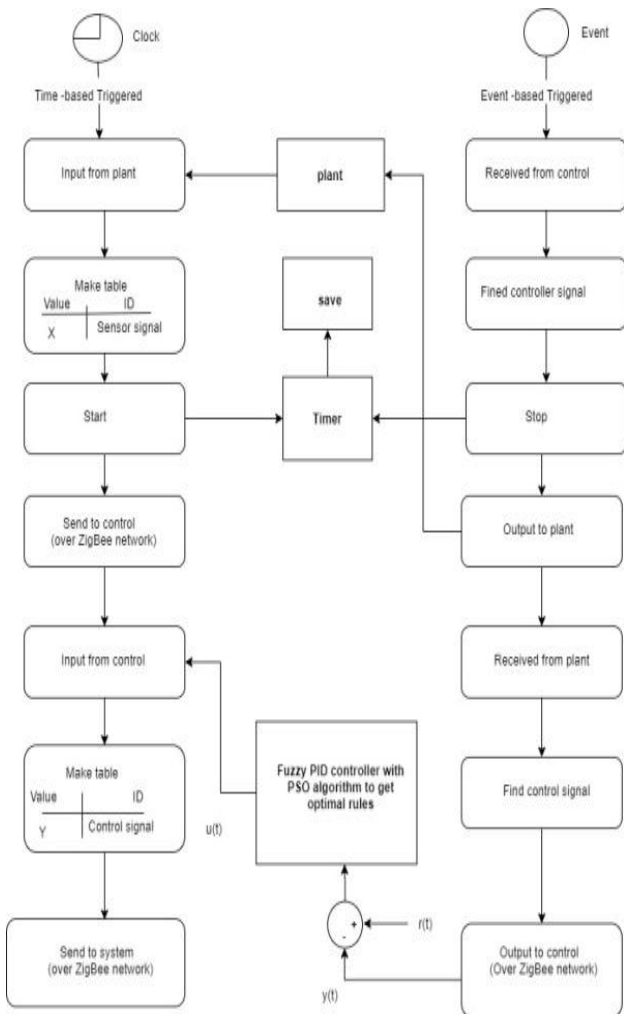 Clock
Event
Time -based Triggered
Event -based Triggered
Input from plant
plant
Received from control
Make table
Value ID
X Sensor signal
save
Fined controller signal
Start
Timer
Stop
Send to control
(over ZigBee network)
Output to plant
Input from control
Received from plant
Make table
Value ID
Y Control signal
u(t)
Fuzzy PID controller with
PSO algorithm to get
optimal rules
Find control signal
+
-
r(t)
Send to system
(over ZigBee network)
Output to control
(Over ZigBee network)
y(t)